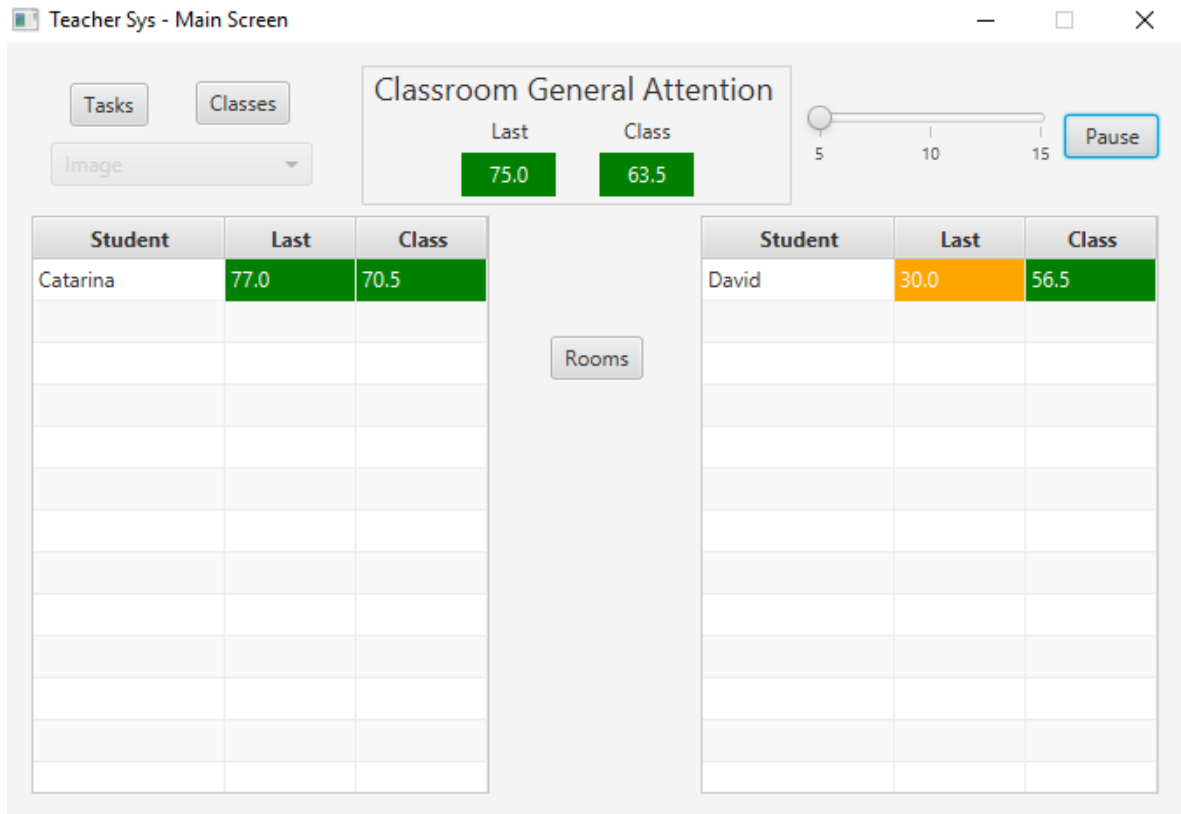 Teacher Sys - Main Screen
Tasks
Classes
Image
Classroom General Attention
Last Class
75.0 63.5
5 10 15
Pause
Student Last Class
Catarina 77.0 70.5
Rooms
Student Last Class
David 30.0 56.5